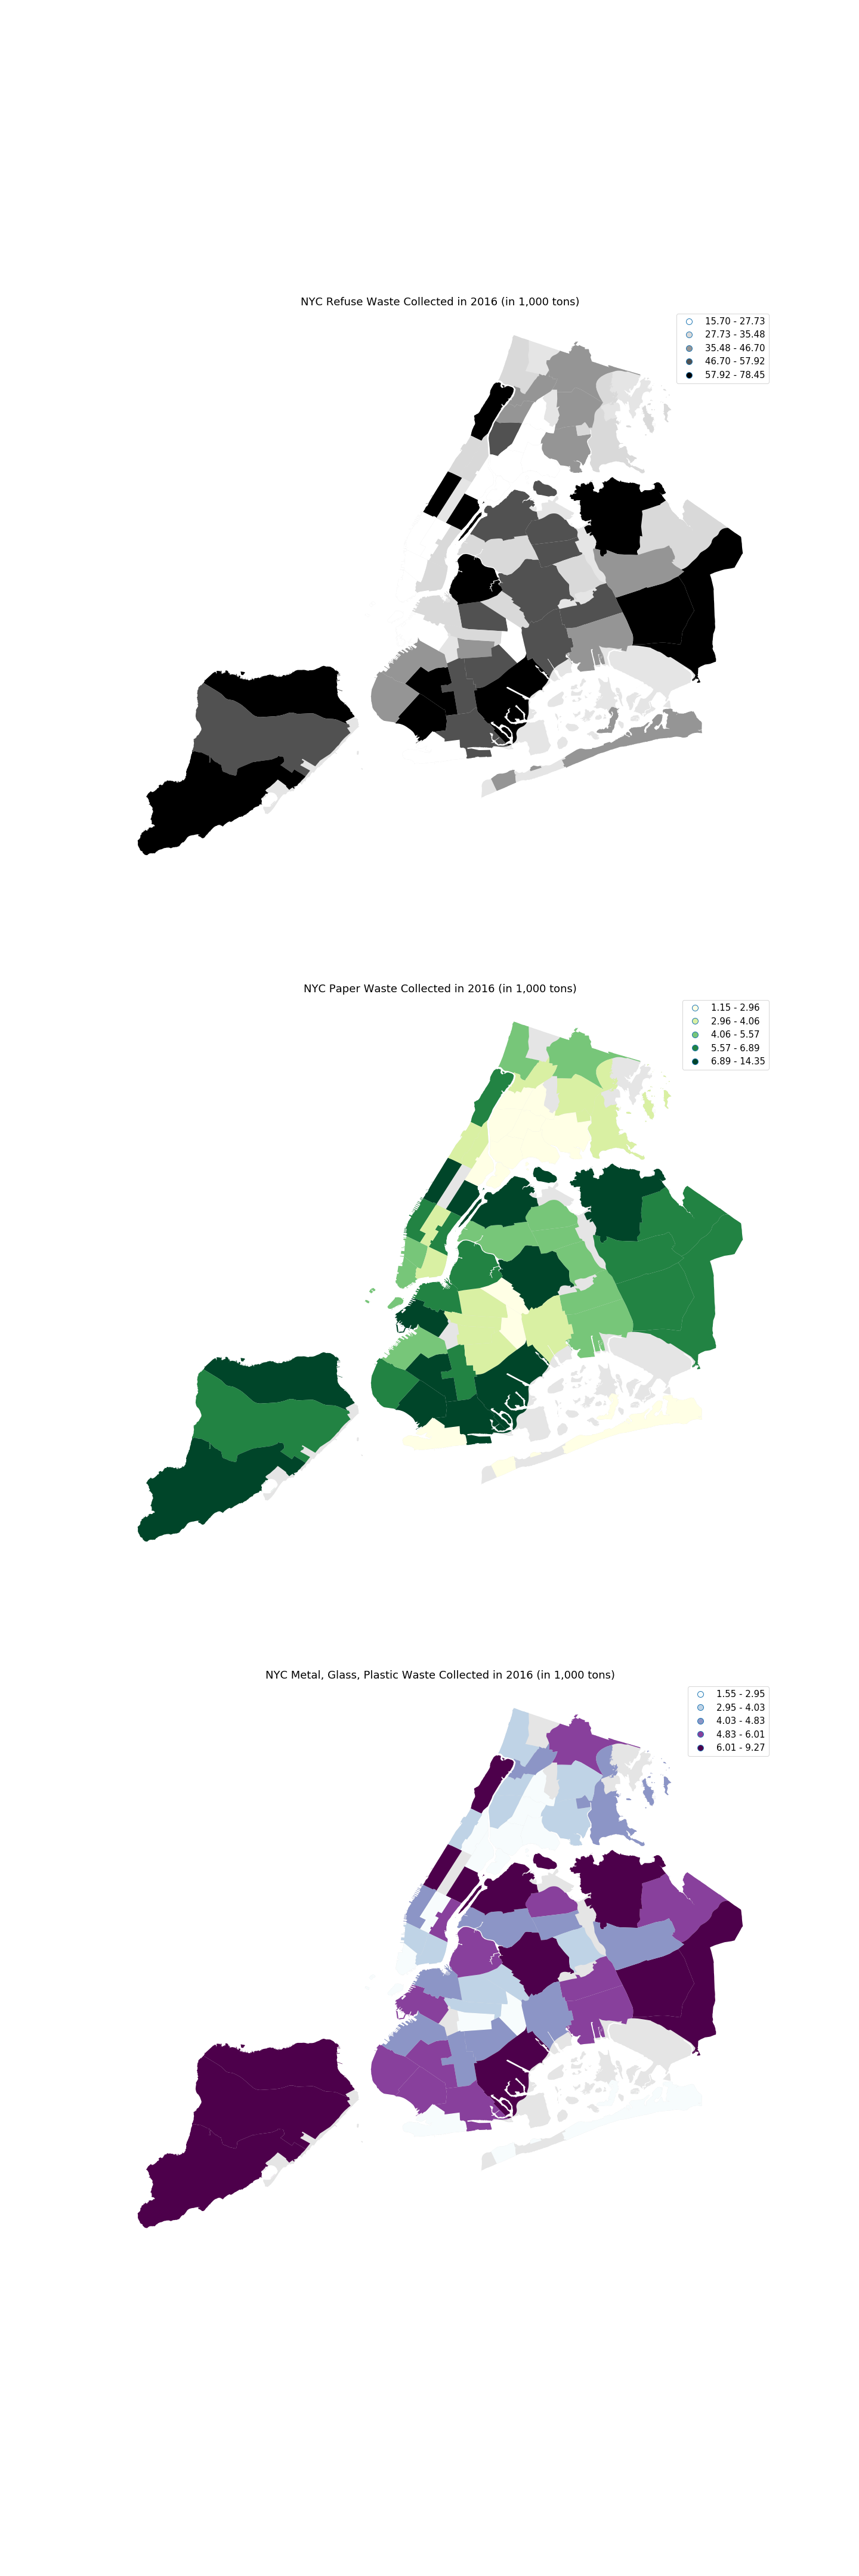 NYC Refuse Waste Collected in 2016 (in 1,000 tons)
15.70 - 27.73
27.73 - 35.48
35.48 - 46.70
46.70 - 57.92
57.92 - 78.45
NYC Paper Waste Collected in 2016 (in 1,000 tons)
1.15 - 2.96
2.96 - 4.06
4.06 - 5.57
5.57 - 6.89
6.89 - 14.35
NYC Metal, Glass, Plastic Waste Collected in 2016 (in 1,000 tons)
1.55 - 2.95
2.95 - 4.03
4.03 - 4.83
4.83 - 6.01
6.01 - 9.27